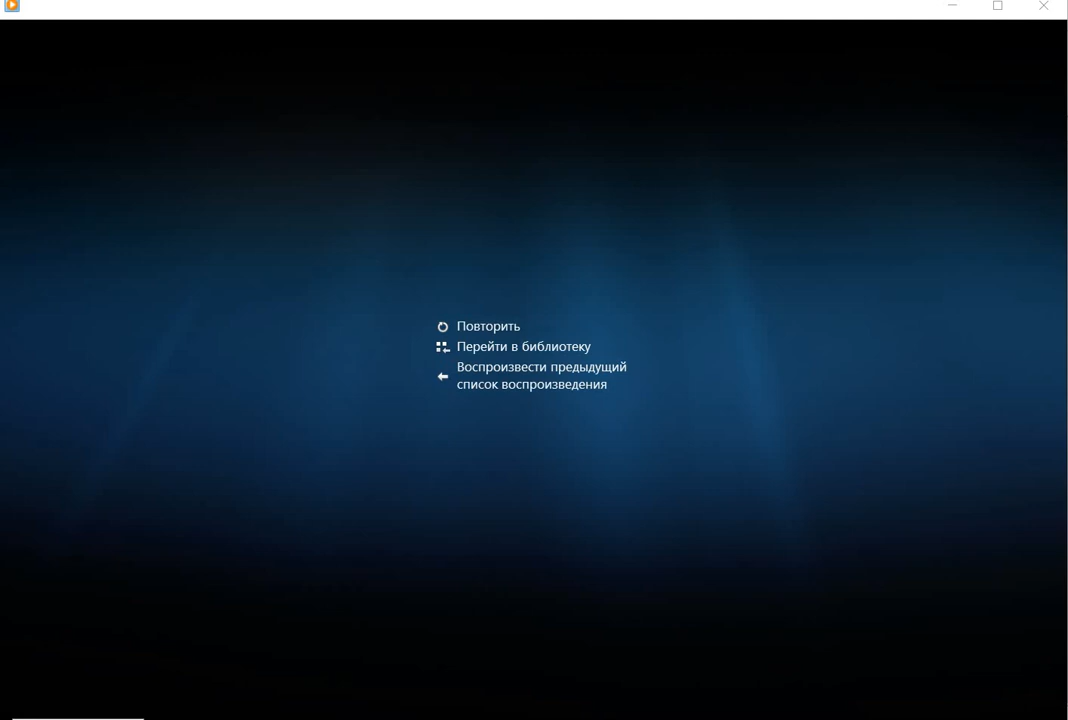 Повторить
Перейти в библиотеку
Воспроизвести предыдущий
список воспроизведения